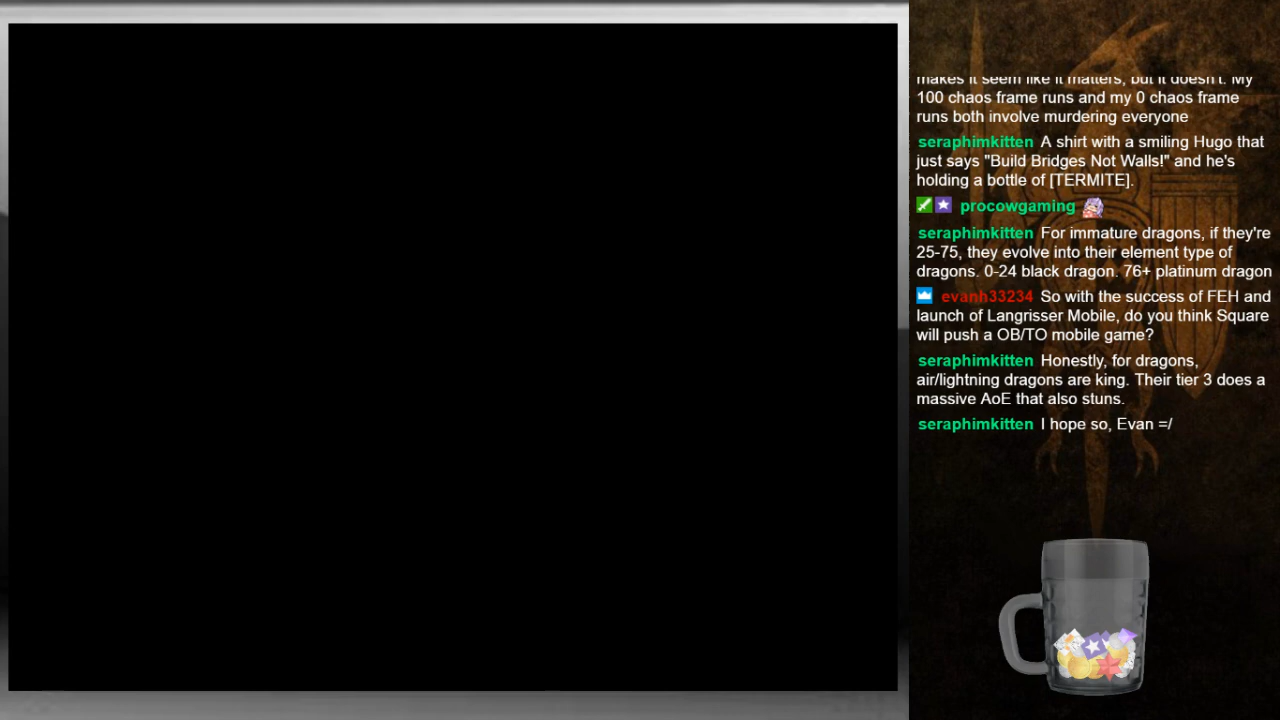 makes it seem like it matters, but it doesn't. My
100 chaos frame runs and my 0 chaos frame
runs both involve murdering everyone
seraphimkitten A shirt with a smiling Hugo that
just says "Build Bridges Not Walls!" and he's
holding a bottle of [TERMITE].
procowgaming
seraphimkitten For immature dragons, if they're
25-75, they evolve into their element type of
dragons. 0-24 black dragon. 76+ platinum dragon
evanh33234 So with the success of FEH and
launch of Langrisser Mobile, do you think Square
will push a OB/TO mobile game?
seraphimkitten Honestly, for dragons,
air/lightning dragons are king. Their tier 3 does a
massive AoE that also stuns.
seraphimkitten I hope so, Evan =/